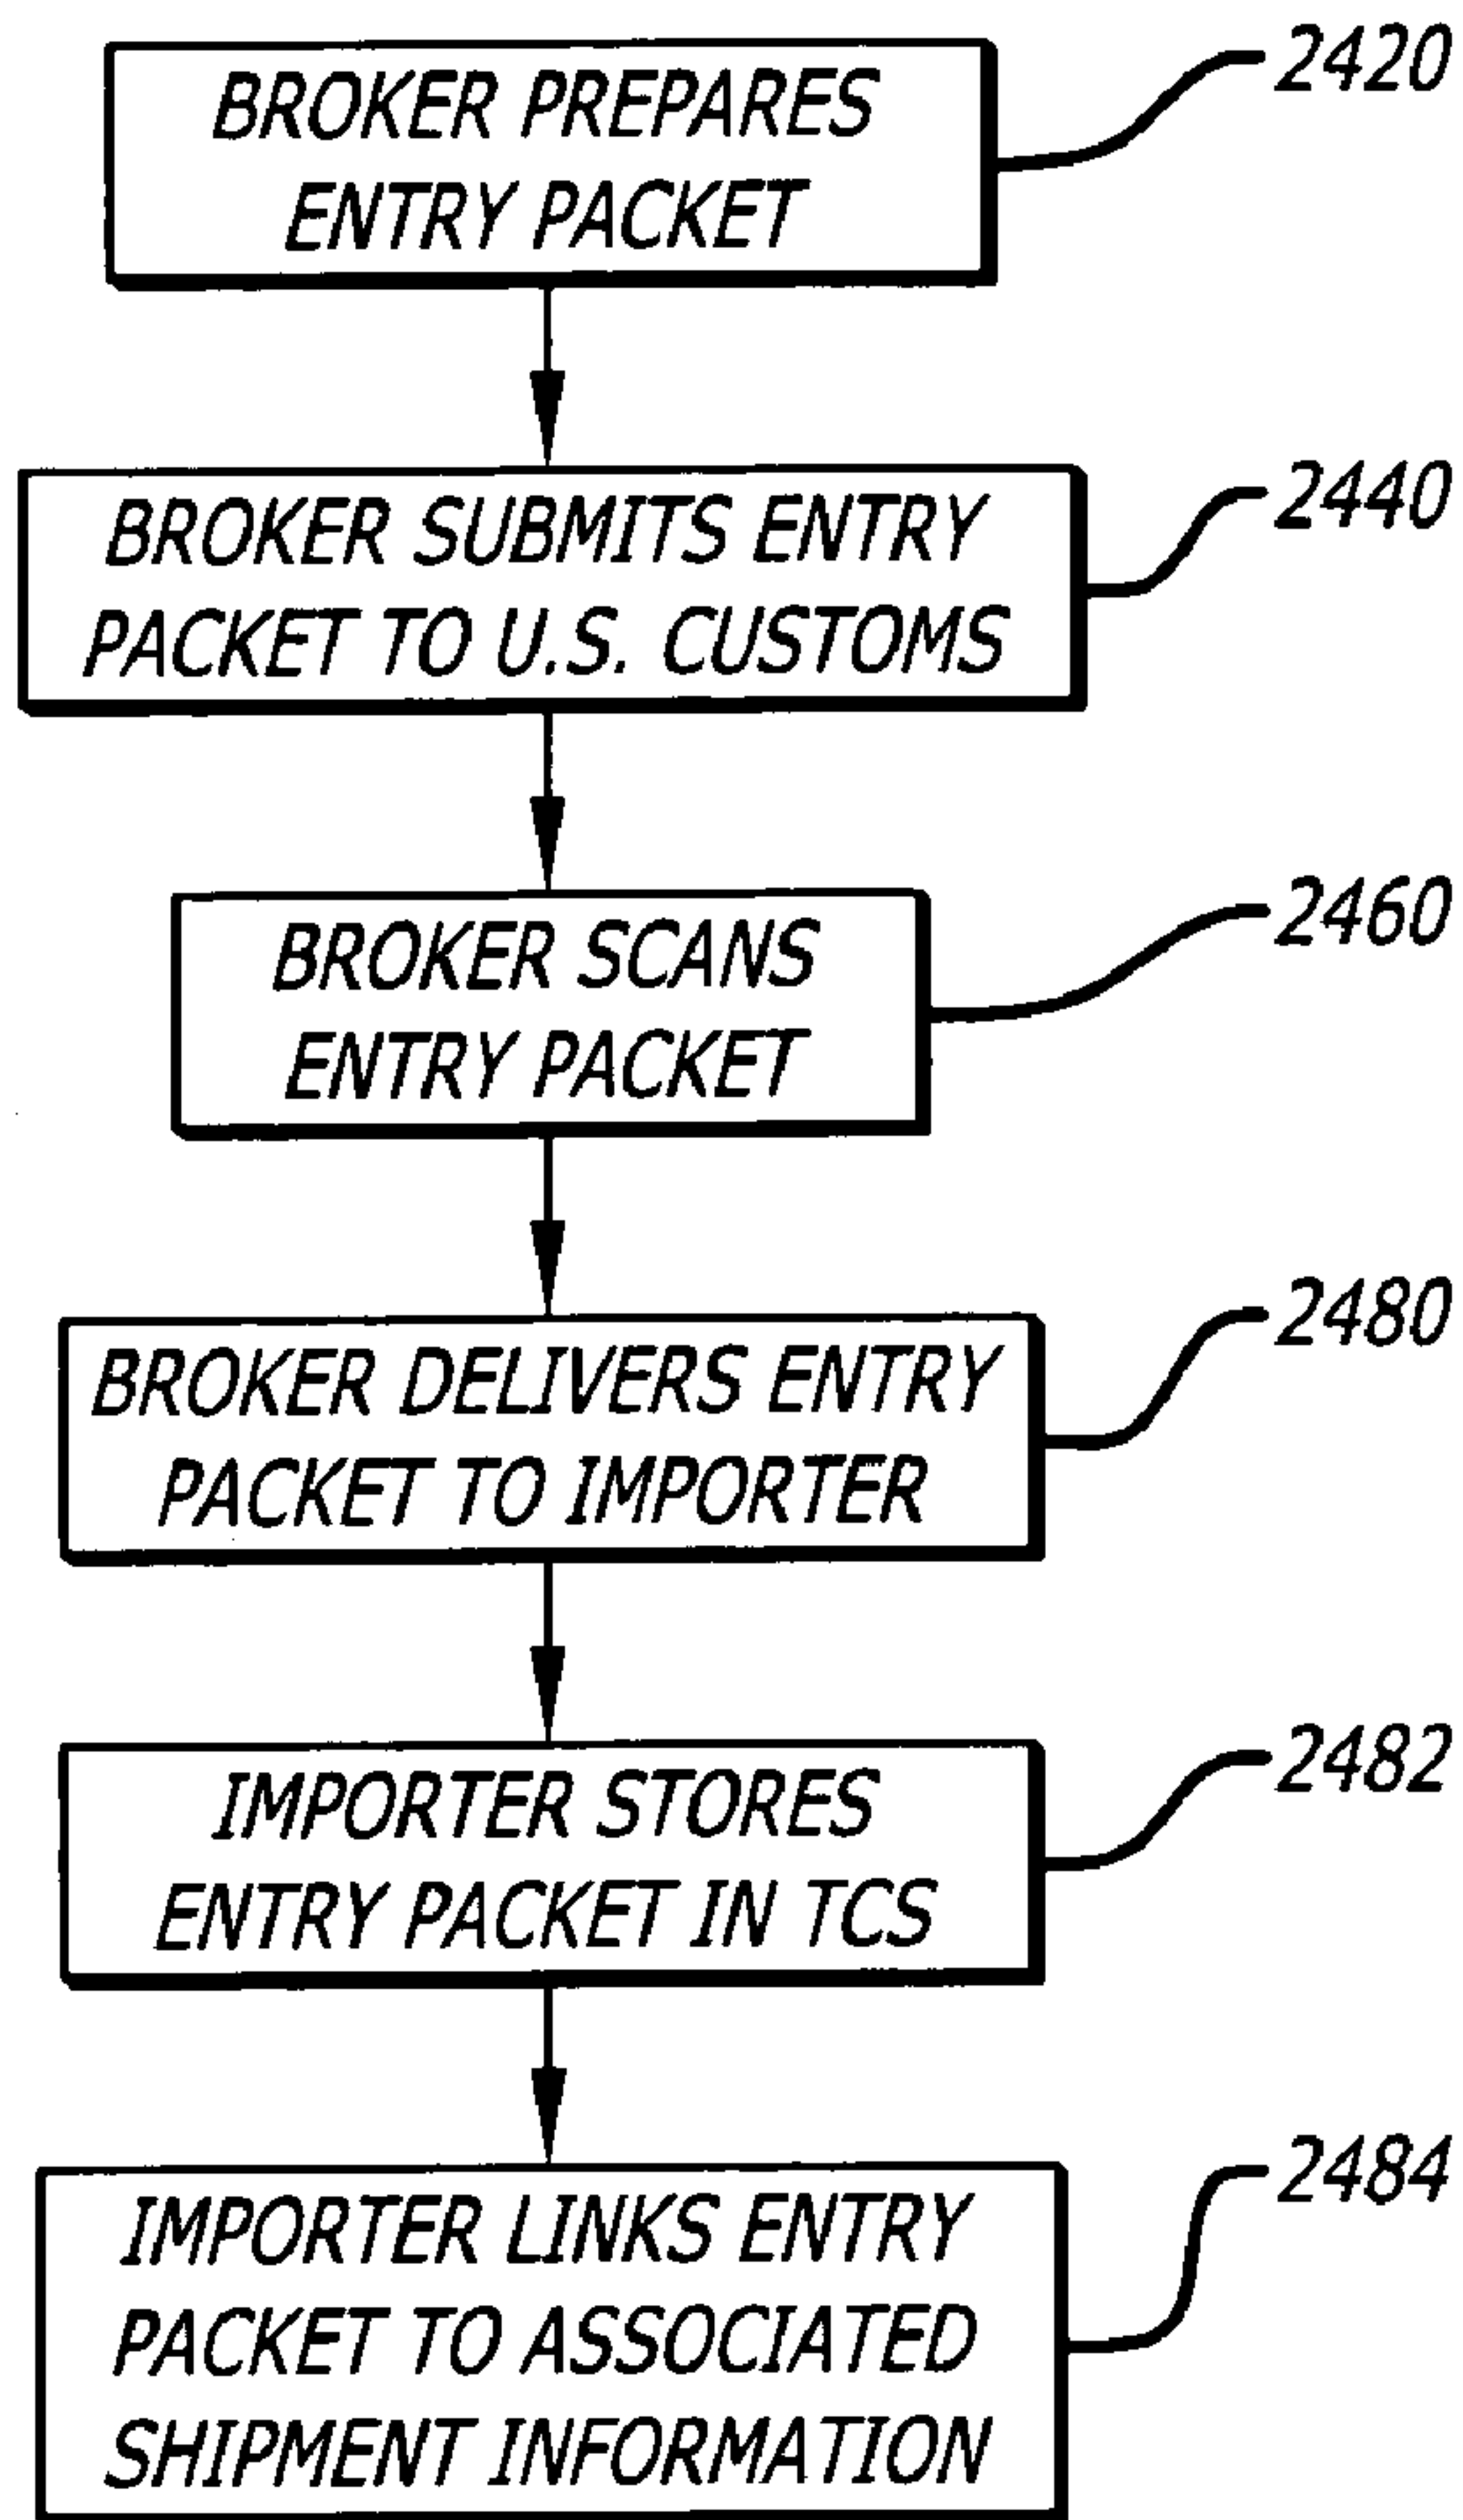 BROKER PREPARES
ENTRY PACKET
2420
BROKER SUBMITS ENTRY
PACKET TO U.S. CUSTOMS
2440
BROKER SCANS
ENTRY PACKET
2460
BROKER DELIVERS ENTRY
PACKET TO IMPORTER
2480
IMPORTER STORES
ENTRY PACKET IN TCS
2482
IMPORTER LINKS ENTRY
PACKET TO ASSOCIATED
SHIPMENT INFORMATION
2484